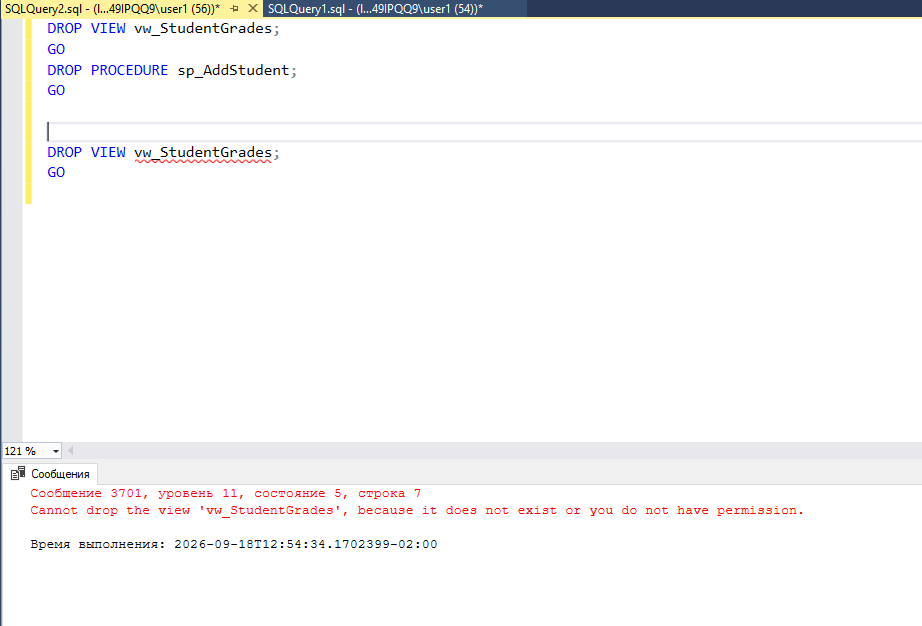 SQLQuery2.sql - (l...49IPQQ9\user1 (56))* SQLQuery1.sql - (l...49IPQQ9\user1 (54))*
DROP VIEW vw_StudentGrades;
GO
DROP PROCEDURE sp_AddStudent;
GO
DROP VIEW vw_StudentGrades;
GO
121 %
Сообщения
Сообщение 3701, уровень 11, состояние 5, строка 7
Cannot drop the view 'vw_StudentGrades', because it does not exist or you do not have permission.
Время выполнения: 2026-09-18T12:54:34.1702399-02:00